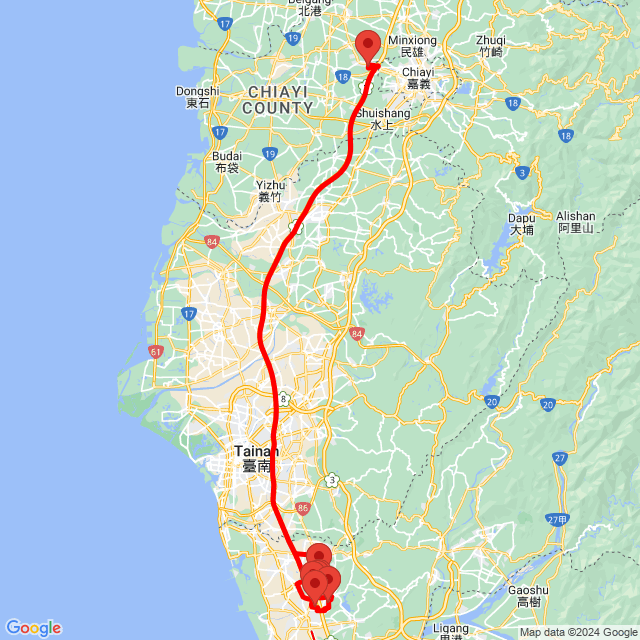 Beigang
北港
Minxiong
民雄
Zhuqi
竹崎
18
Chiayi
嘉義
Dongshi
東石
CHIAYI
COUNTY
Shuishang
水上
17
18
18
19
3
Budai
布袋
Yizhu
義竹
Dapu
大埔
Alishan
阿里山
84
17
84
61
8
20
20
Tainan
臺南
27
3
86
27甲
Gaoshu
高樹
Ligang
里港
Google
Map data ©2024 Google